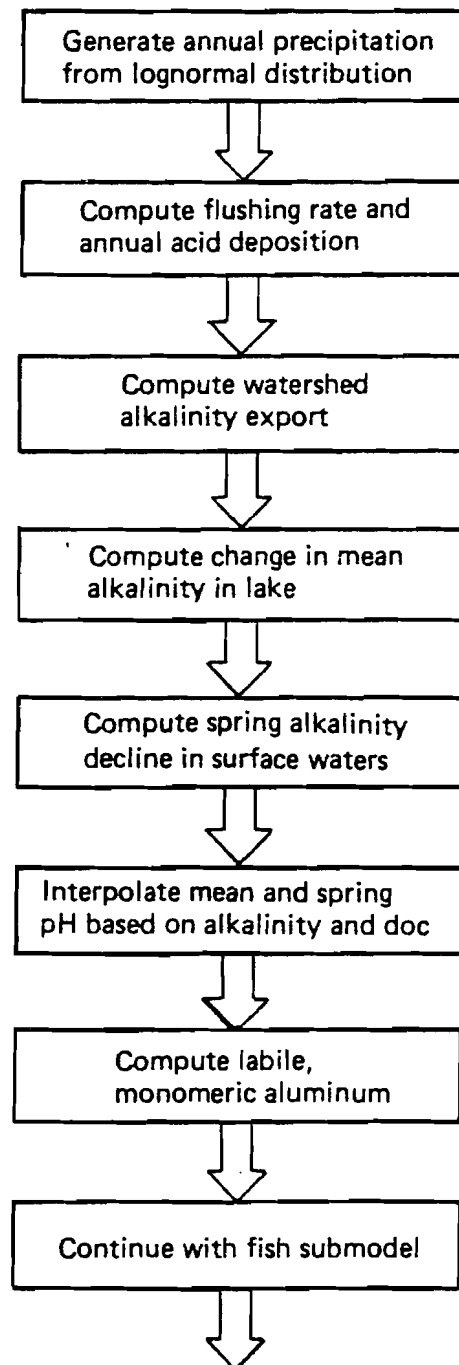 Generate annual precipitation
from lognormal distribution
Compute flushing rate and
annual acid deposition
Compute watershed
alkalinity export
Compute change in mean
alkalinity in lake
Compute spring alkalinity
decline in surface waters
Interpolate mean and spring
pH based on alkalinity and doc
Compute labile,
monomeric aluminum
Continue with fish submodel